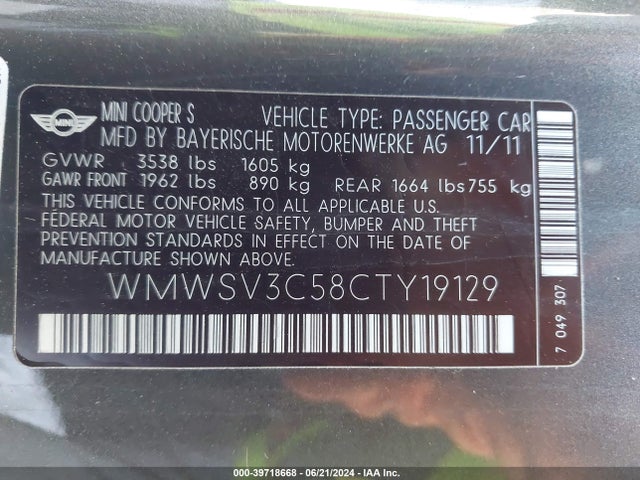 MINI
MINI COOPER S VEHICLE TYPE: PASSENGER CAR
MFD BY BAYERISCHE MOTORENWERKE AG 11/11
GVWR 3538 lbs 1605 kg
GAWR FRONT 1962 lbs 890 kg REAR 1664 lbs 755 kg
THIS VEHICLE CONFORMS TO ALL APPLICABLE U.S.
FEDERAL MOTOR VEHICLE SAFETY, BUMPER AND THEFT
PREVENTION STANDARDS IN EFFECT ON THE DATE OF
MANUFACTURE SHOWN ABOVE.
WMWSV3C58CTY19129
7 049 307
000-39718668 - 06/21/2024 - IAA Inc.